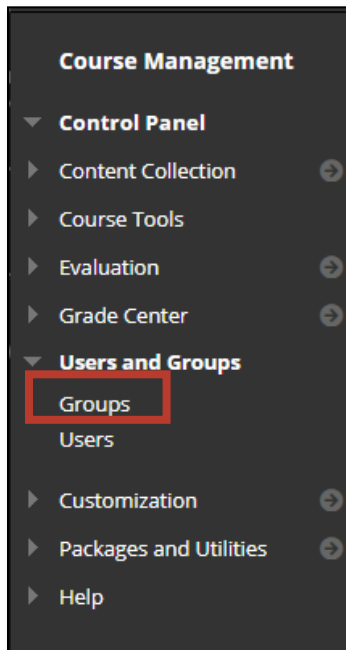 Course Management
Control Panel
Content Collection
Course Tools
Evaluation
Grade Center
Users and Groups
Groups
Users
Customization
Packages and Utilities
Help